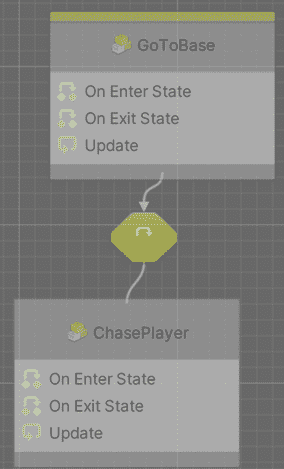 GoToBase
On Enter State
On Exit State
Update
ChasePlayer
On Enter State
On Exit State
Update